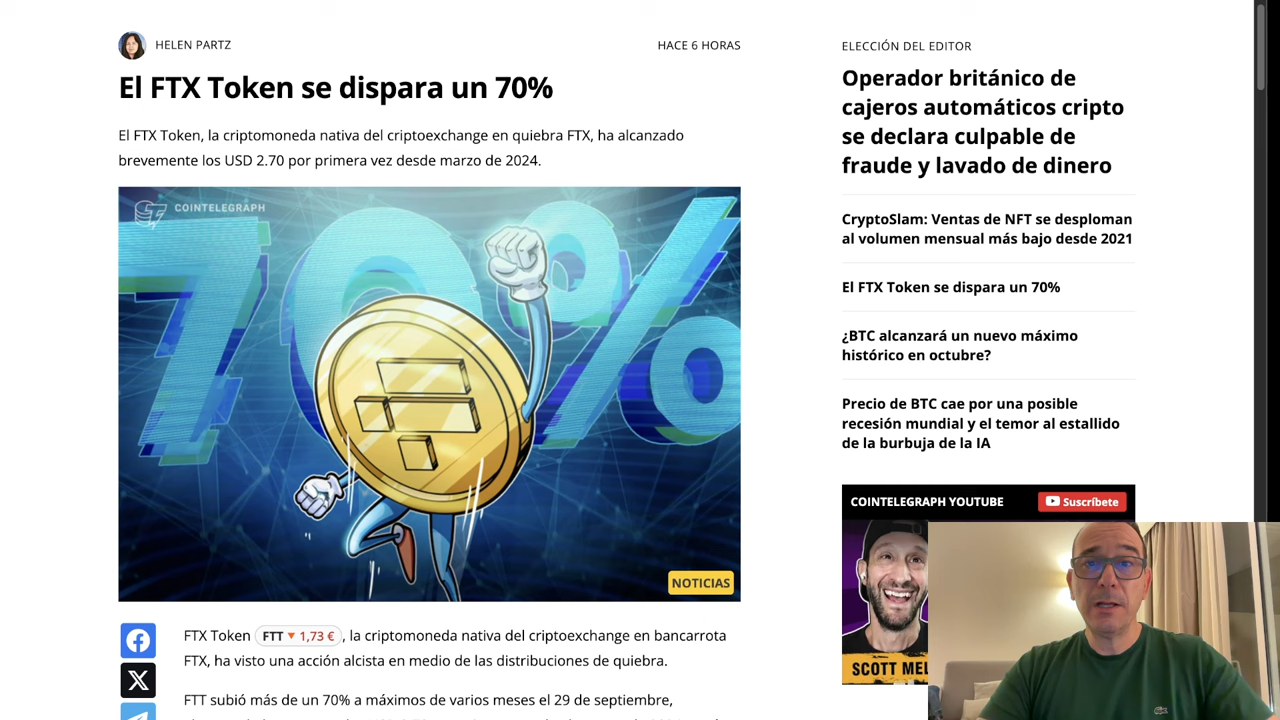 HELEN PARTZ
HACE 6 HORAS
El FTX Token se dispara un 70%
El FTX Token, la criptomoneda nativa del criptoexchange en quiebra FTX, ha alcanzado
brevemente los USD 2.70 por primera vez desde marzo de 2024.
COINTELEGRAPH
70%
NOTICIAS
FTX Token FTT 1,73 €, la criptomoneda nativa del criptoexchange en bancarrota
FTX, ha visto una acción alcista en medio de las distribuciones de quiebra.
FTT subió más de un 70% a máximos de varios meses el 29 de septiembre,
ELECCIÓN DEL EDITOR
Operador británico de
cajeros automáticos cripto
se declara culpable de
fraude y lavado de dinero
CryptoSlam: Ventas de NFT se desploman
al volumen mensual más bajo desde 2021
El FTX Token se dispara un 70%
¿BTC alcanzará un nuevo máximo
histórico en octubre?
Precio de BTC cae por una posible
recesión mundial y el temor al estallido
de la burbuja de la IA
COINTELEGRAPH YOUTUBE
Suscríbete
SCOTT MEL